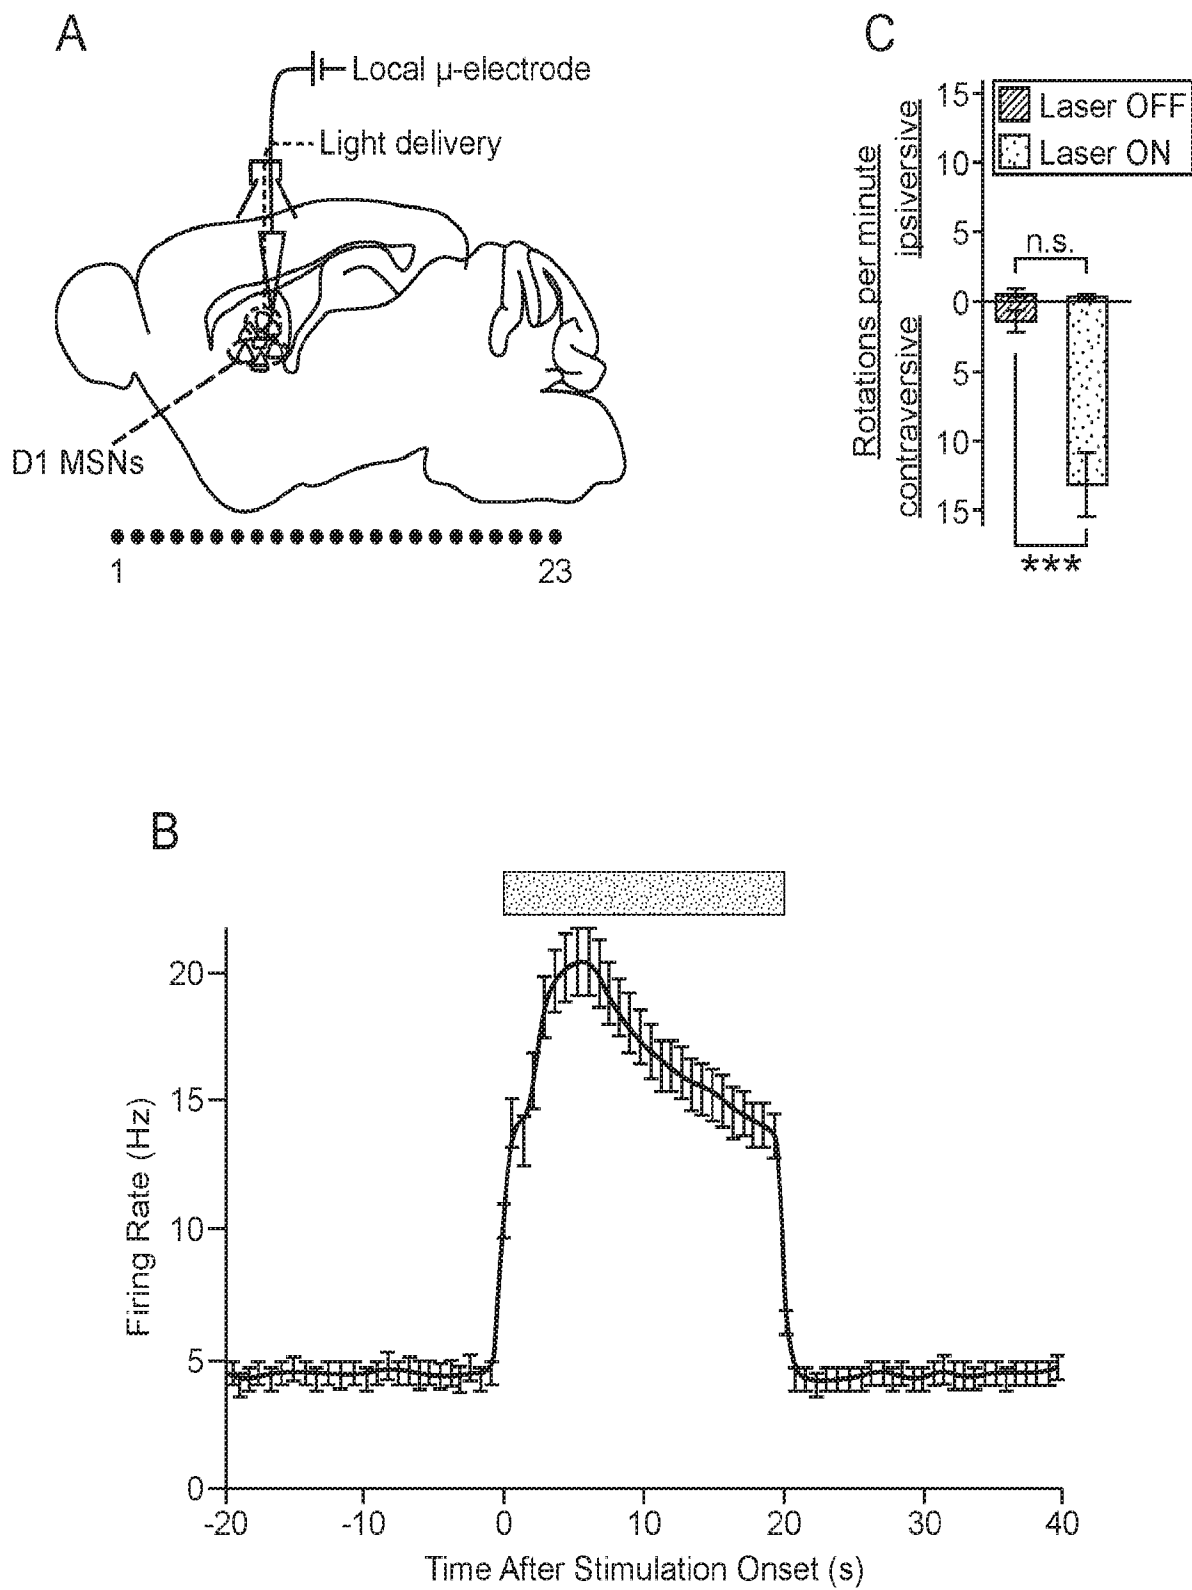 A
Local μ-electrode
Light delivery
D1 MSNs
1
23
C
Rotations per minute
contraversive ipsiversive
15
10
5
0
5
10
15
Laser OFF
Laser ON
n.s.
***
B
Firing Rate (Hz)
20
15
10
5
0
-20 -10 0 10 20 30 40
Time After Stimulation Onset (s)